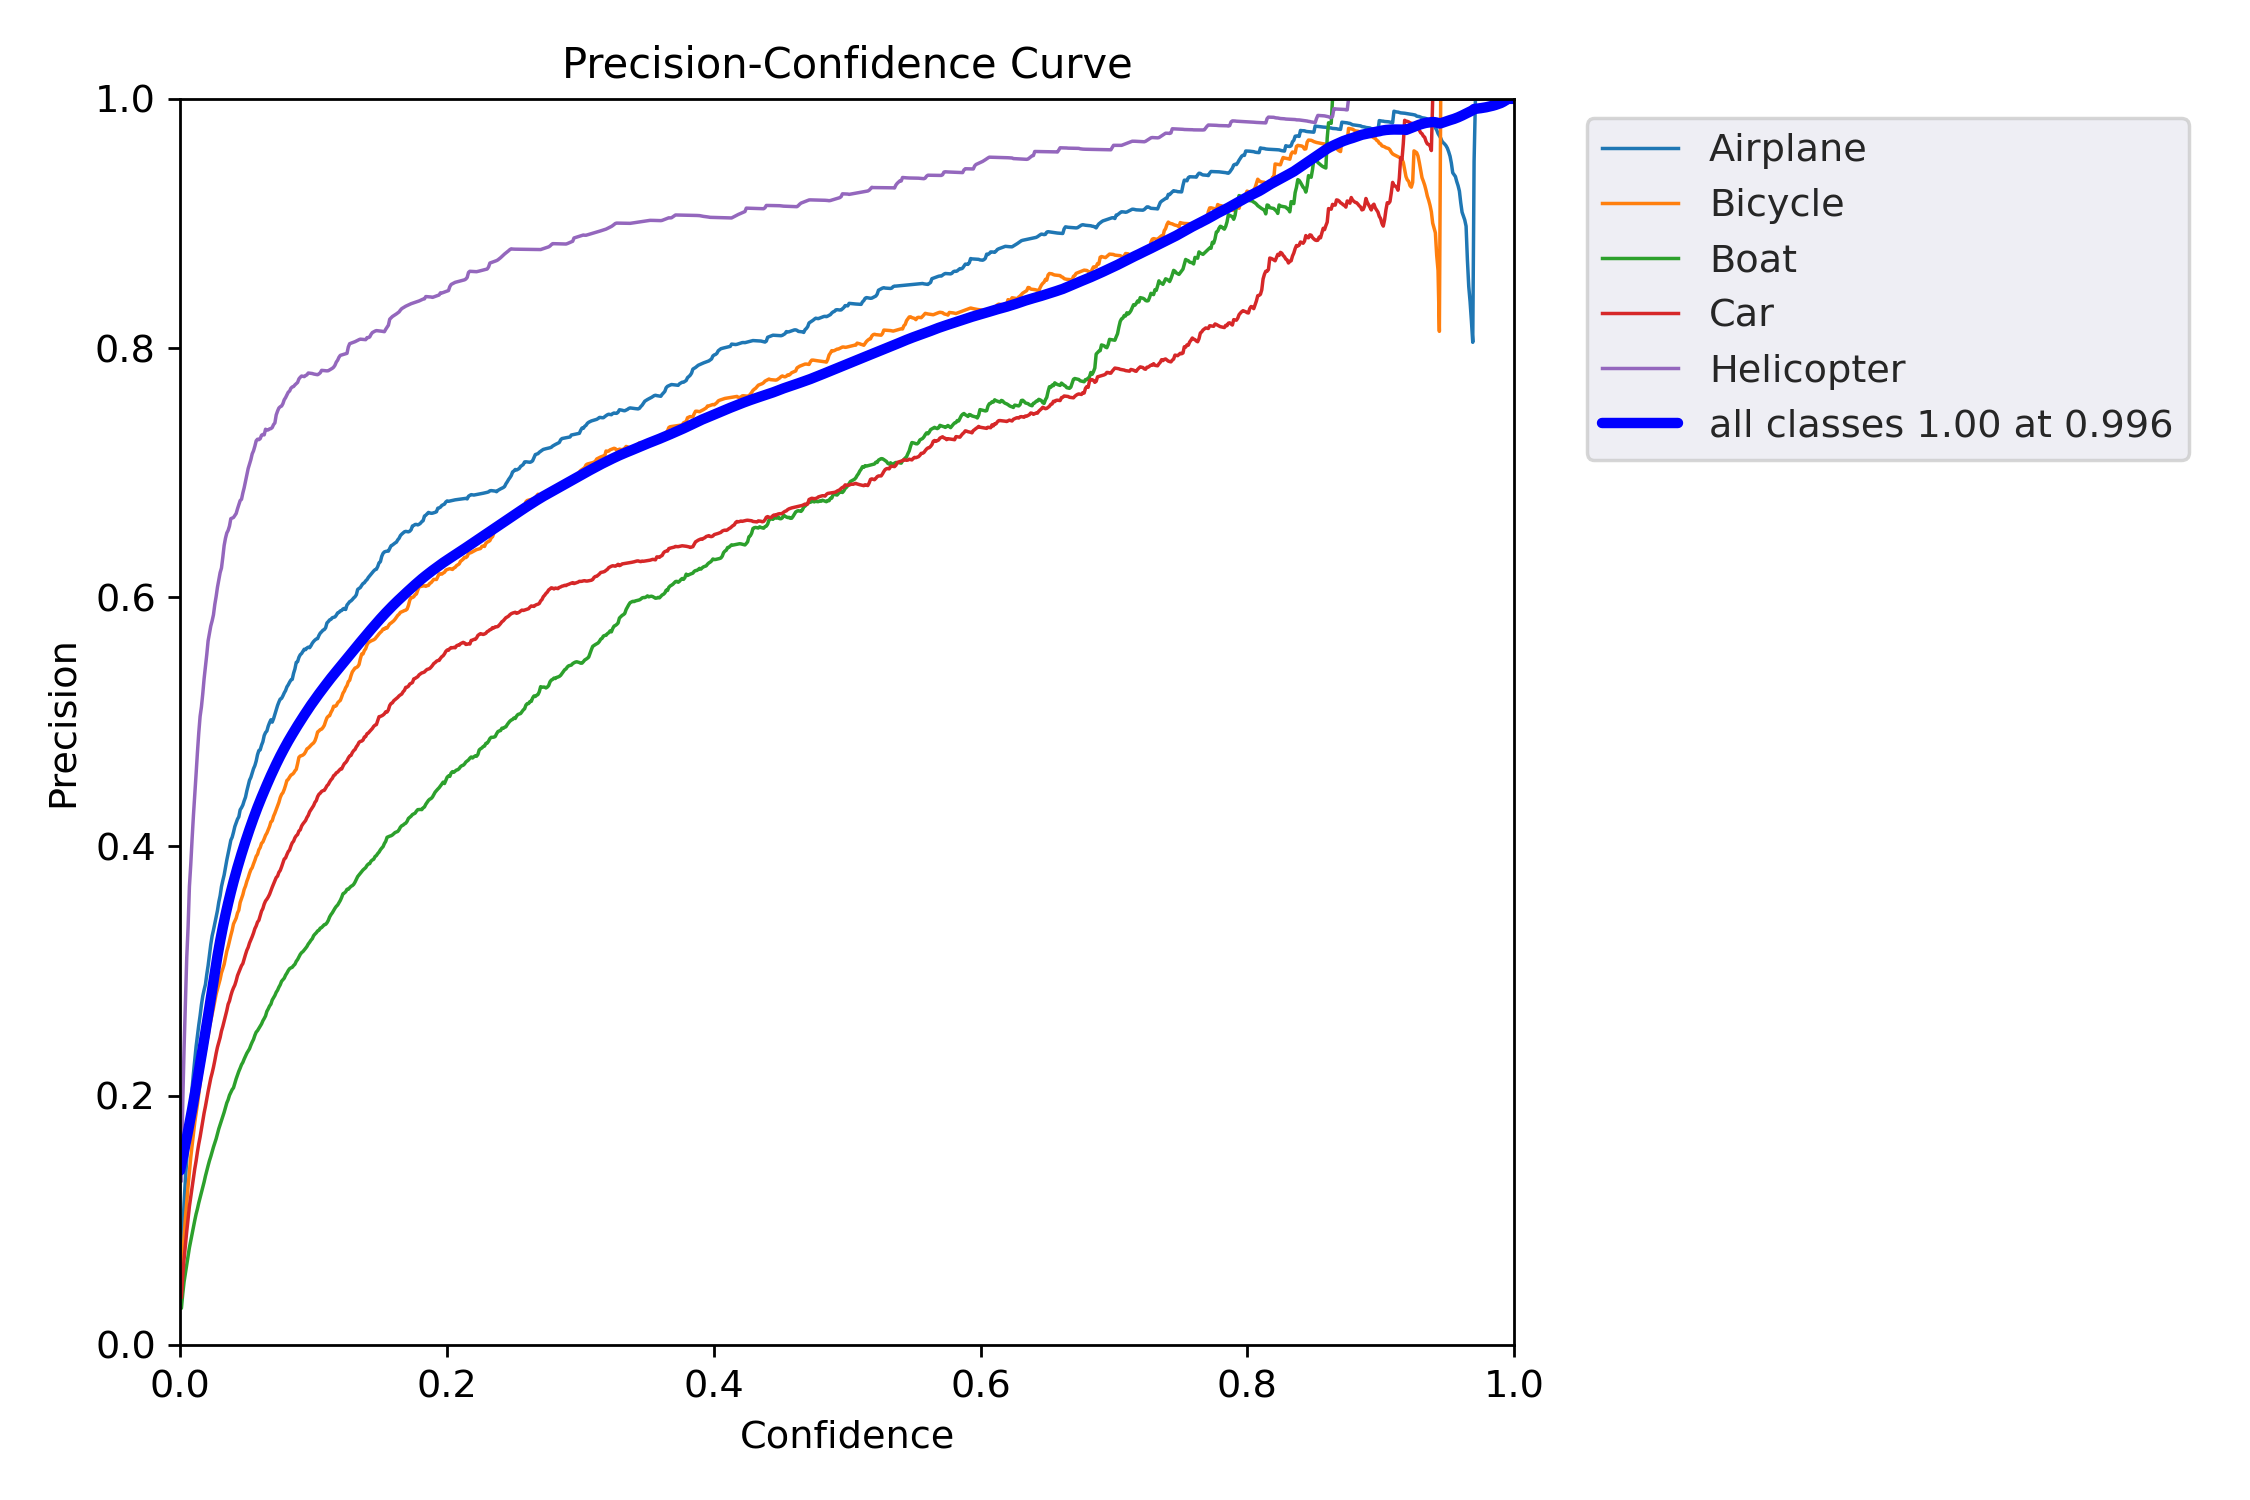 Precision-Confidence Curve
1.0
0.8
0.6
0.4
0.2
0.0
Precision
0.0 0.2 0.4 0.6 0.8 1.0
Confidence
Airplane
Bicycle
Boat
Car
Helicopter
all classes 1.00 at 0.996